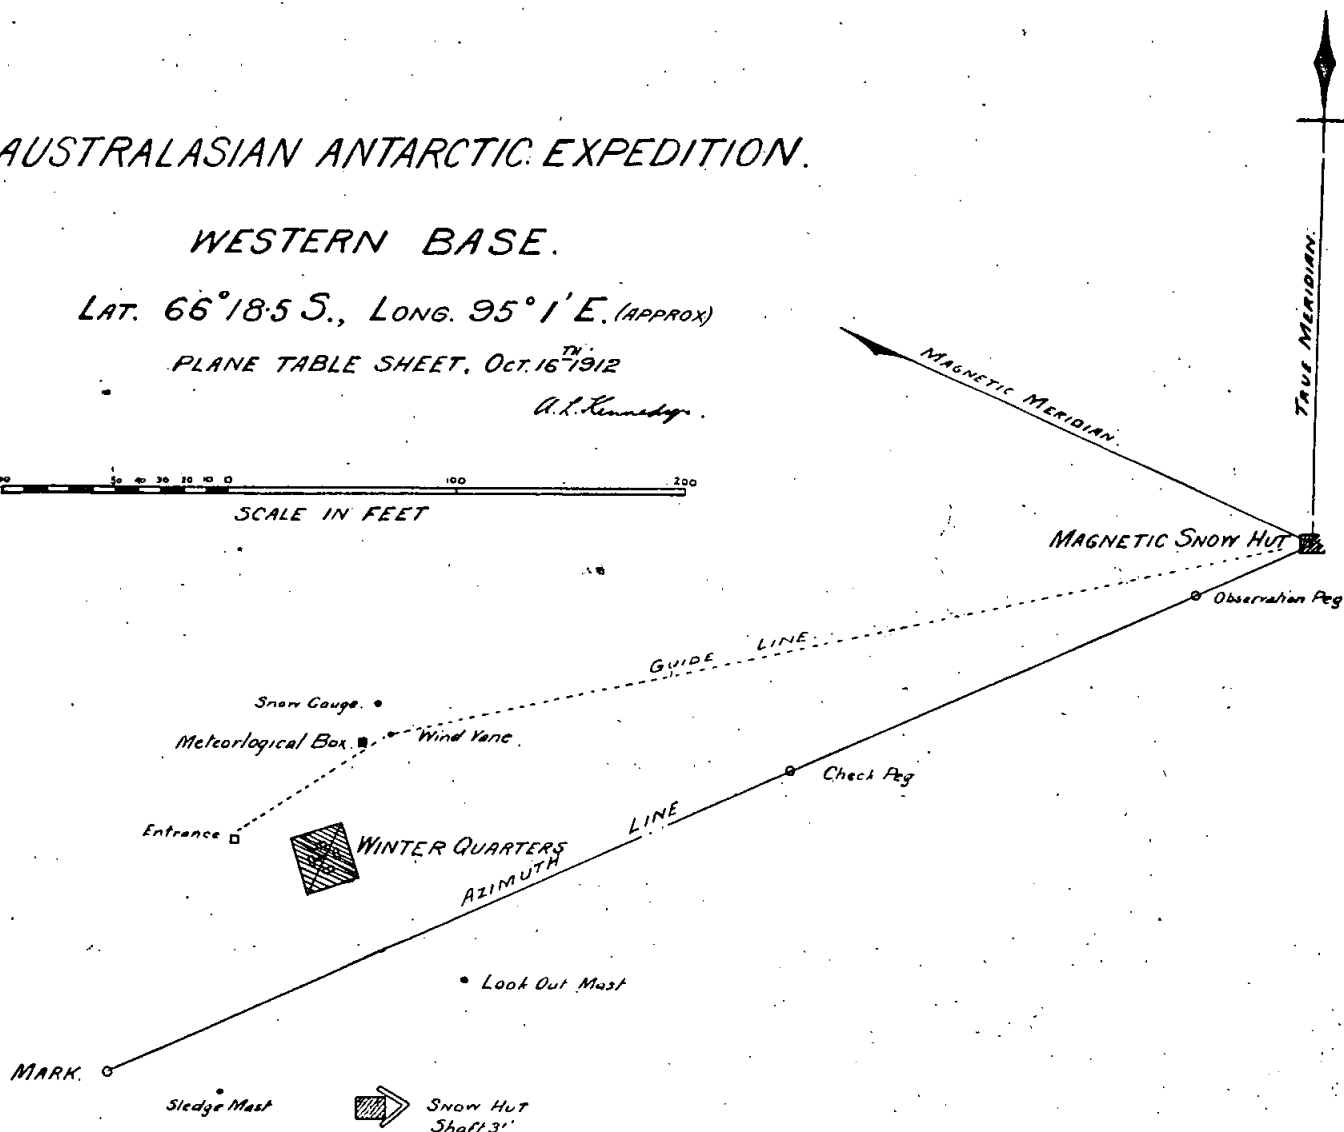 AUSTRALASIAN ANTARCTIC EXPEDITION.
WESTERN BASE.
LAT. 66°18·5 S., LONG. 95°1'E. (APPROX)
PLANE TABLE SHEET, OCT. 16TH 1912
A.L. Kennedy.
50 40 30 20 10 0 100 200
SCALE IN FEET
TRUE MERIDIAN.
MAGNETIC MERIDIAN.
MAGNETIC SNOW HUT
Observation Peg
GUIDE LINE.
Snow Gauge.
Meteorlogical Box.
Wind Vane.
Check Peg
Entrance
WINTER QUARTERS
AZIMUTH LINE
Look Out Mast
MARK.
Sledge Mast
SNOW HUT
Shaft 3'